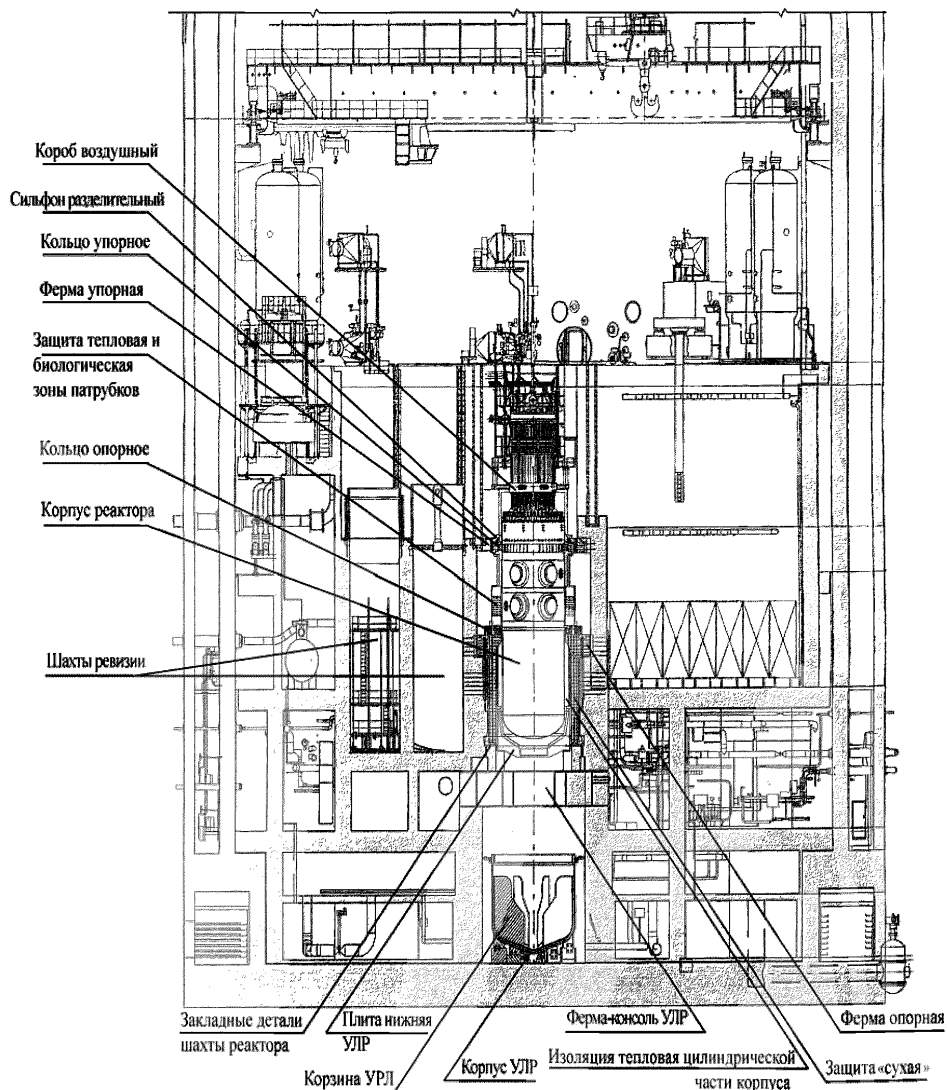 Короб воздушный
Сильфон разделительный
Кольцо упорное
Ферма упорная
Защита тепловая и
биологическая
зоны патрубков
Кольцо опорное
Корпус реактора
Шахты ревизии
Закладные детали
шахты реактора
Плита нижняя
УЛР
Корзина УРЛ
Корпус УЛР
Ферма-консоль УЛР
Изоляция тепловая цилиндрической
части корпуса
Ферма опорная
Защита «сухая»